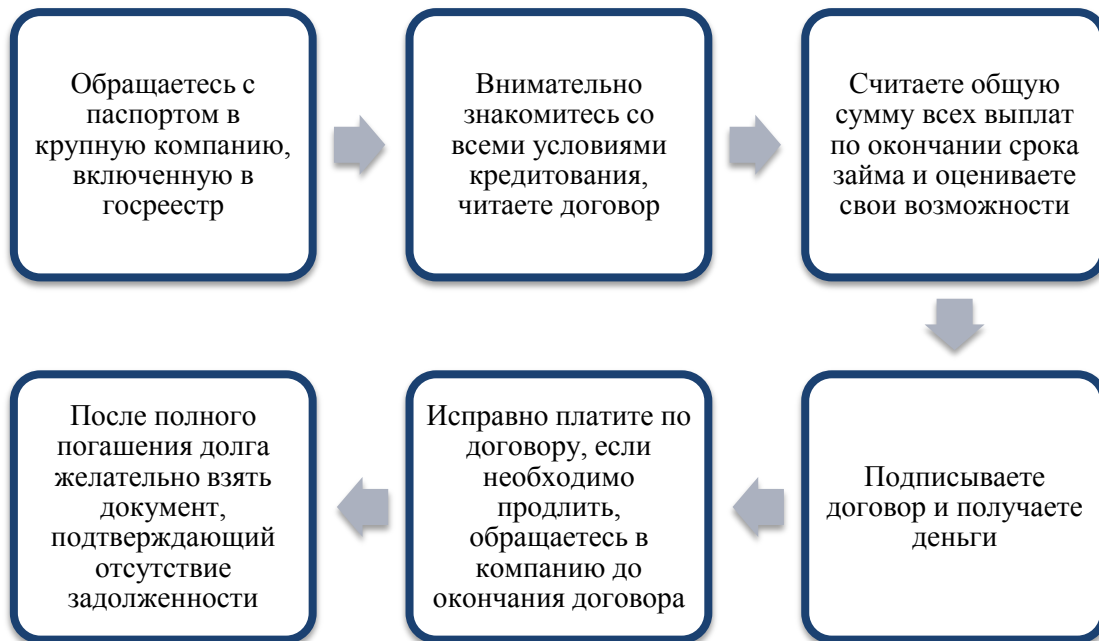 Обращаетесь с
паспортом в
крупную компанию,
включенную в
госреестр
Внимательно
знакомитесь со
всеми условиями
кредитования,
читаете договор
Считаете общую
сумму всех выплат
по окончании срока
займа и оцениваете
свои возможности
Подписываете
договор и получаете
деньги
Исправно платите по
договору, если
необходимо
продлить,
обращаетесь в
компанию до
окончания договора
После полного
погашения долга
желательно взять
документ,
подтверждающий
отсутствие
задолженности